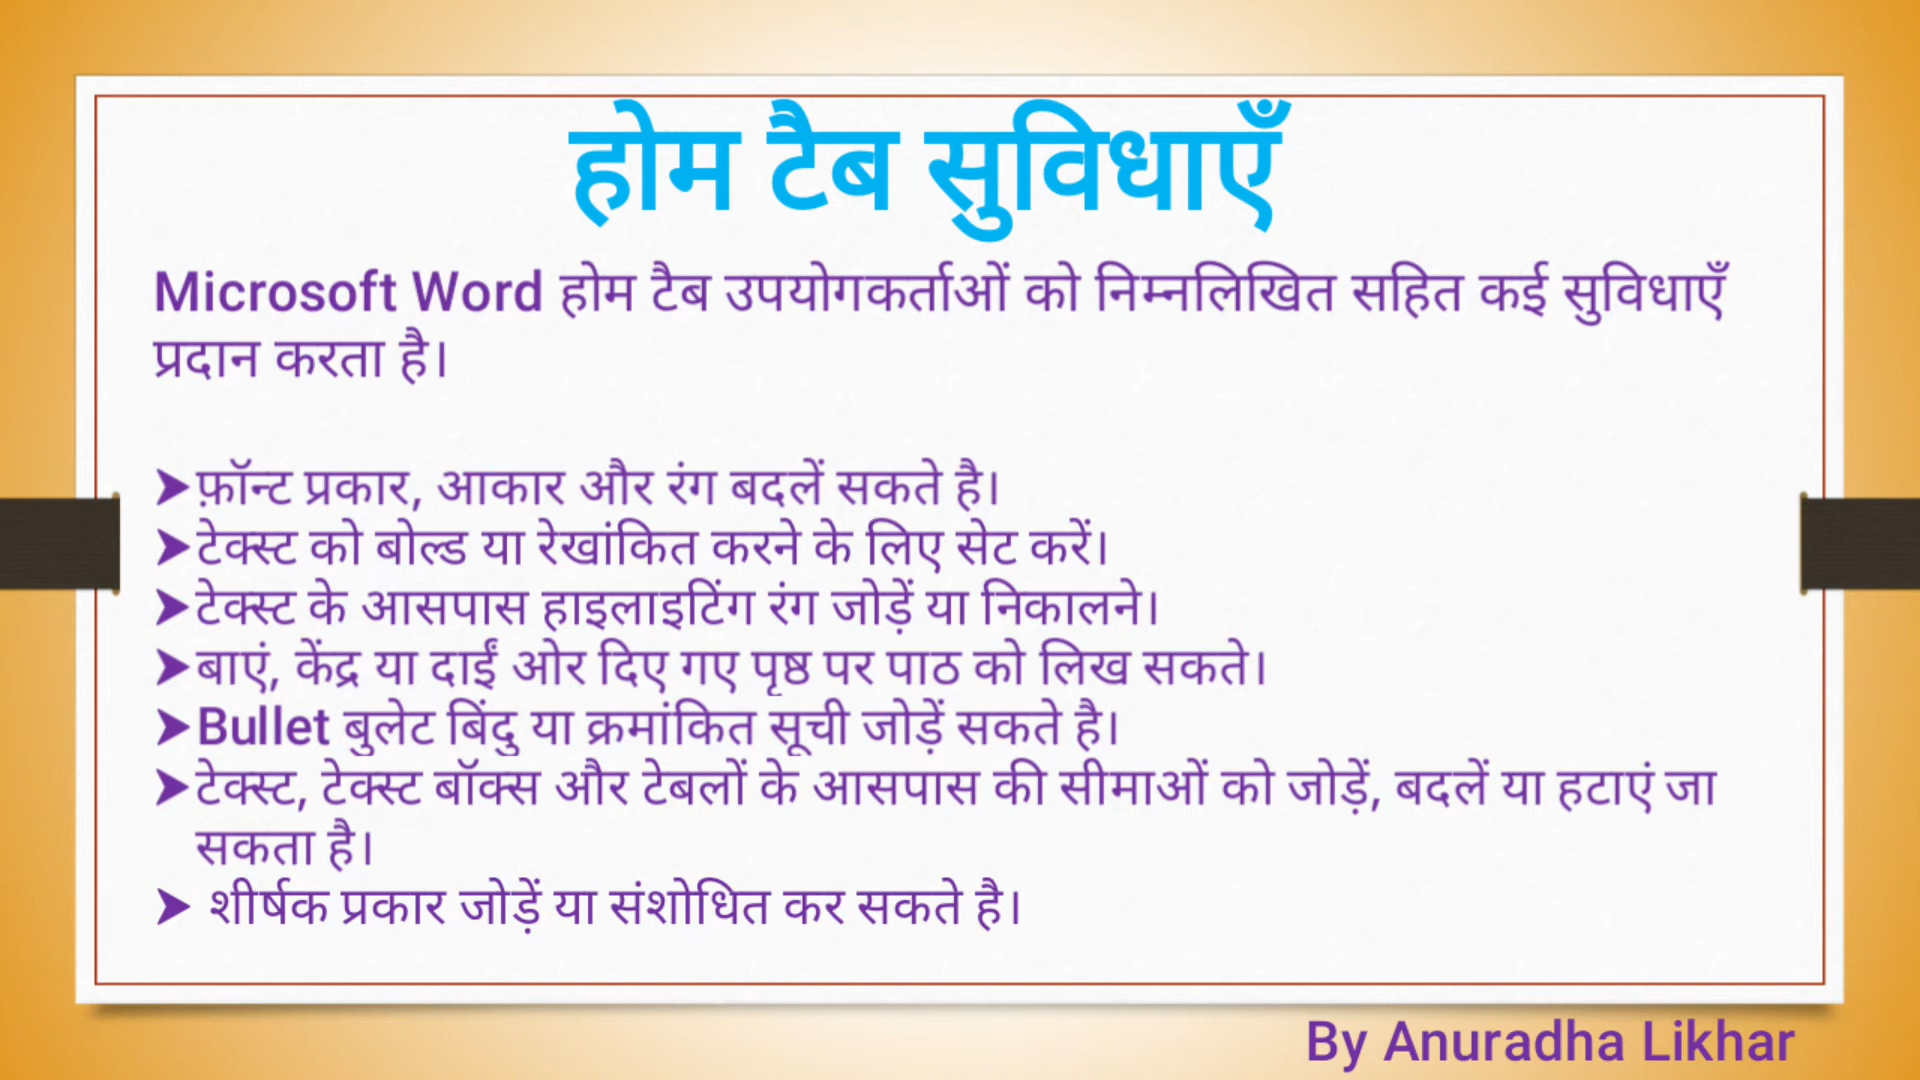 होम टैब सुविधाएँ
Microsoft Word होम टैब उपयोगकर्ताओं को निम्नलिखित सहित कई सुविधाएँ
प्रदान करता है।
➤फ़ॉन्ट प्रकार, आकार और रंग बदलें सकते है।
➤टेक्स्ट को बोल्ड या रेखांकित करने के लिए सेट करें।
➤टेक्स्ट के आसपास हाइलाइटिंग रंग जोड़ें या निकालने।
➤बाएं, केंद्र या दाईं ओर दिए गए पृष्ठ पर पाठ को लिख सकते।
➤Bullet बुलेट बिंदु या क्रमांकित सूची जोड़ें सकते है।
➤टेक्स्ट, टेक्स्ट बॉक्स और टेबलों के आसपास की सीमाओं को जोड़ें, बदलें या हटाएं जा
सकता है।
➤ शीर्षक प्रकार जोड़ें या संशोधित कर सकते है।
By Anuradha Likhar